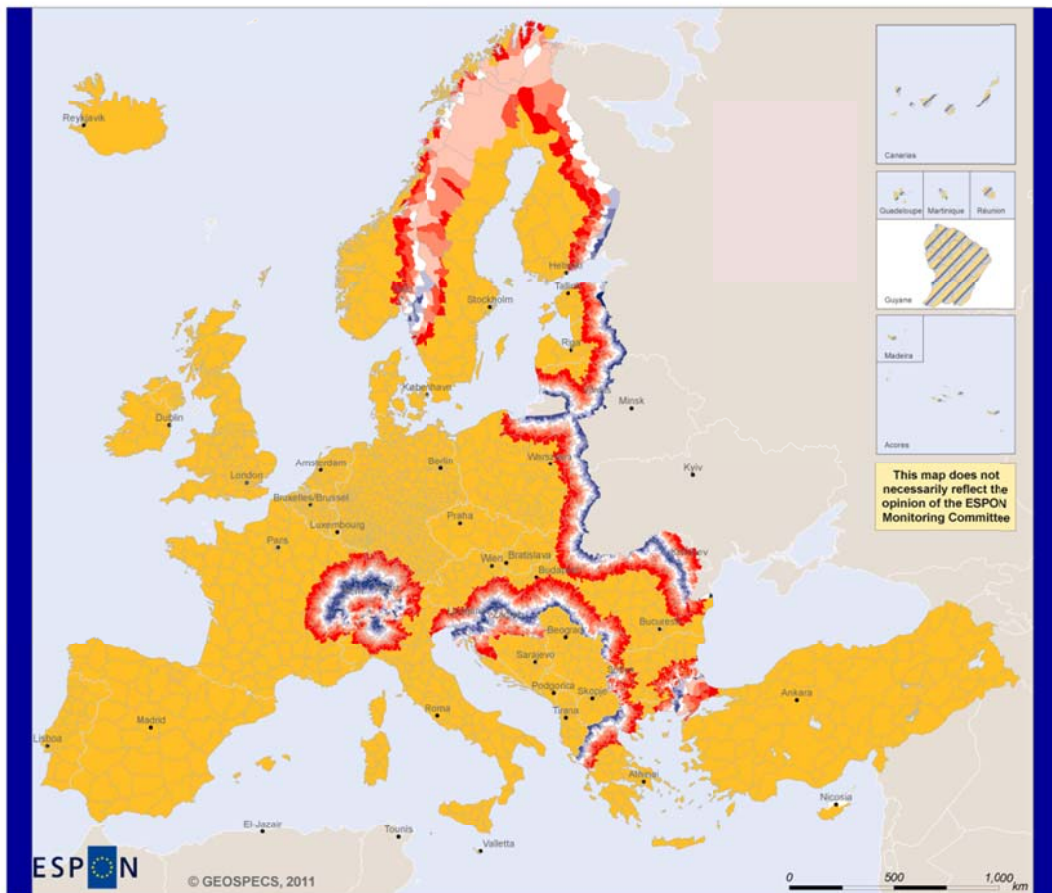 Reykjavik
Canarias
Guadeloupe
Martinique
Réunion
Guyane
Helsinki
Tallinn
Stockholm
Riga
Madeira
København
Minsk
Dublin
Acores
Amsterdam
Berlin
Warszawa
London
This map does not
necessarily reflect the
opinion of the ESPON
Monitoring Committee
Kyiv
Bruxelles/Brussel
Praha
Luxembourg
Paris
Bratislava
Wien
Budapest
Bucuresti
Beograd
Sarajevo
Podgorica
Skopje
Ankara
Madrid
Roma
Tirana
Lisboa
Athinai
Nicosia
El-Jazair
Tounis
Valletta
ESPON
© GEOSPECS, 2011
0 500 1,000
km